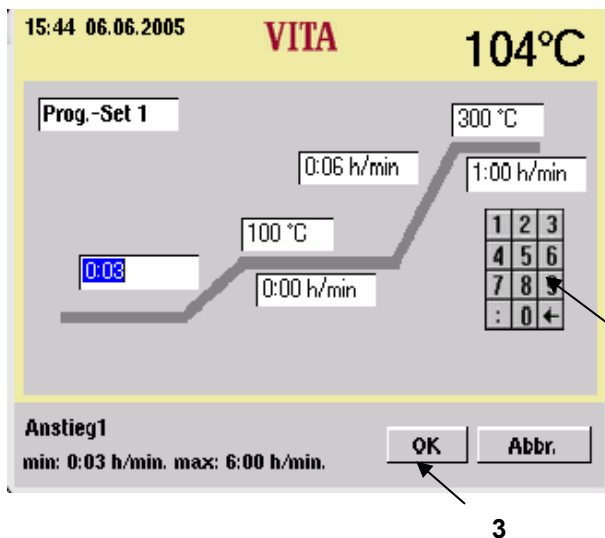 15:44 06.06.2005 VITA 104°C
Prog.-Set 1
300 °C
0:06 h/min 1:00 h/min
100 °C
0:03
0:00 h/min
1 2 3
4 5 6
7 8 9
: 0 ←
Anstieg1
min: 0:03 h/min. max: 6:00 h/min.
OK Abbr.
3